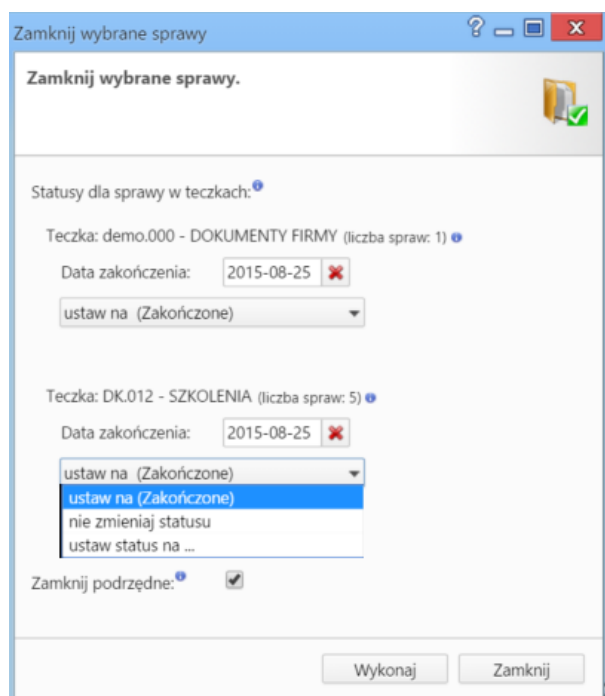 Zamknij wybrane sprawy
Zamknij wybrane sprawy.
Statusy dla sprawy w teczkach:
Teczka: demo.000 - DOKUMENTY FIRMY (liczba spraw: 1)
Data zakończenia: 2015-08-25
ustaw na (Zakończone)
Teczka: DK.012 - SZKOLENIA (liczba spraw: 5)
Data zakończenia: 2015-08-25
ustaw na (Zakończone)
ustaw na (Zakończone)
nie zmieniaj statusu
ustaw status na ...
Zamknij podrzędne:
Wykonaj Zamknij